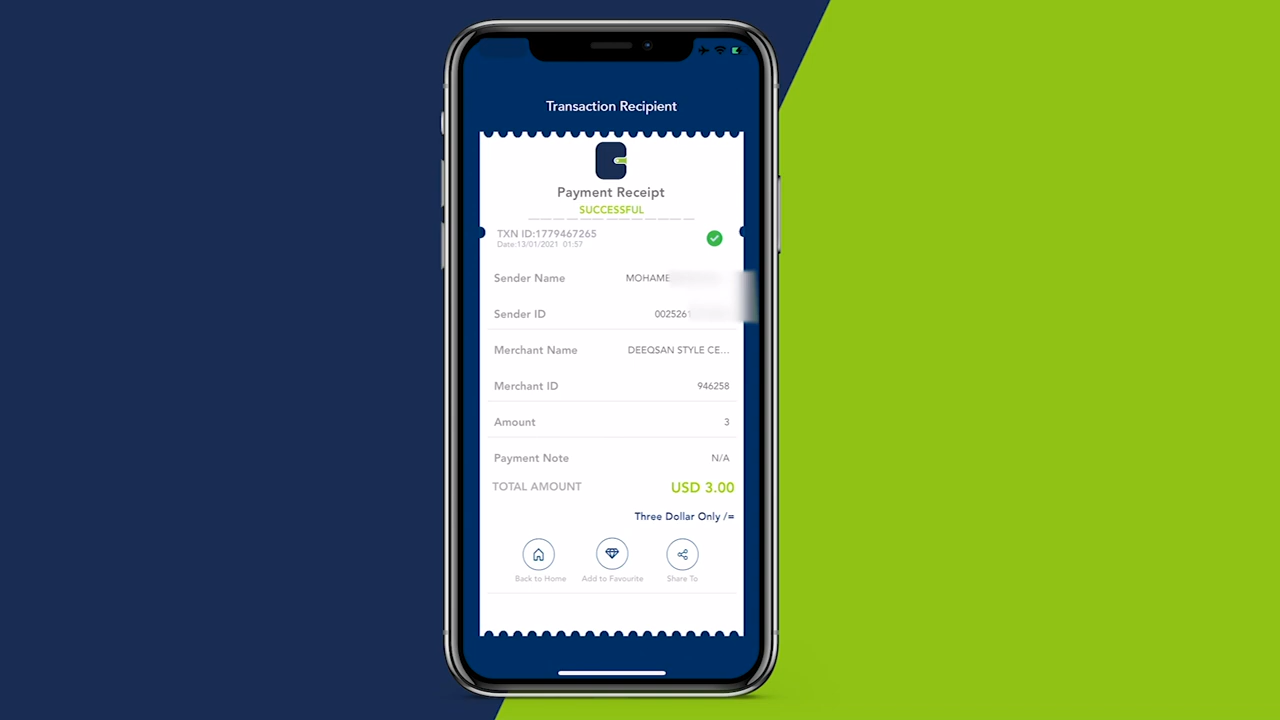 Transaction Recipient
Payment Receipt
SUCCESSFUL
TXN ID:1779467265
Date:13/01/2021 01:57
Sender Name MOHAME
Sender ID 0025261
Merchant Name DEEQSAN STYLE CE...
Merchant ID 946258
Amount 3
Payment Note N/A
TOTAL AMOUNT USD 3.00
Three Dollar Only /=
Back to Home Add to Favourite Share To